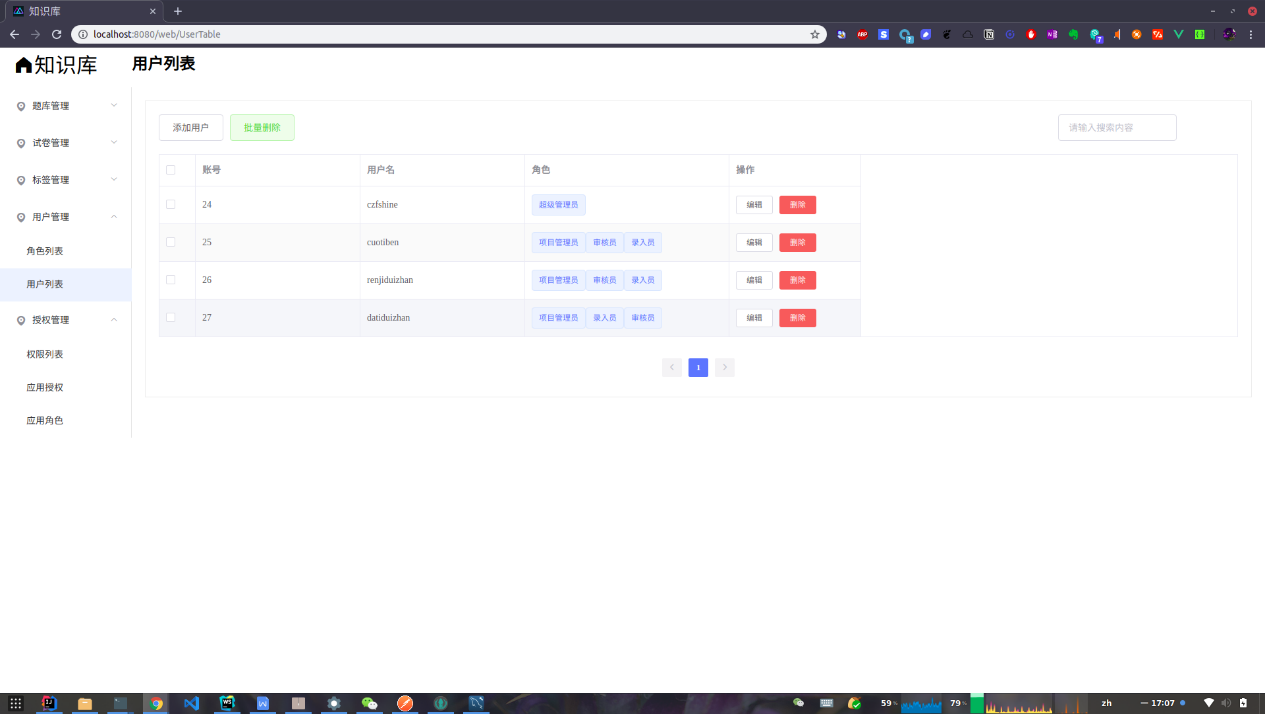 知识库
localhost:8080/web/UserTable
知识库
用户列表
题库管理
试卷管理
标签管理
用户管理
角色列表
用户列表
授权管理
权限列表
应用授权
应用角色
添加用户 批量删除 请输入搜索内容
账号 用户名 角色 操作
24 czfshine 超级管理员 编辑 删除
25 cuotiben 项目管理员 审核员 录入员 编辑 删除
26 renjiduizhan 项目管理员 审核员 录入员 编辑 删除
27 datiduizhan 项目管理员 录入员 审核员 编辑 删除
1
59% 79% zh 17:07